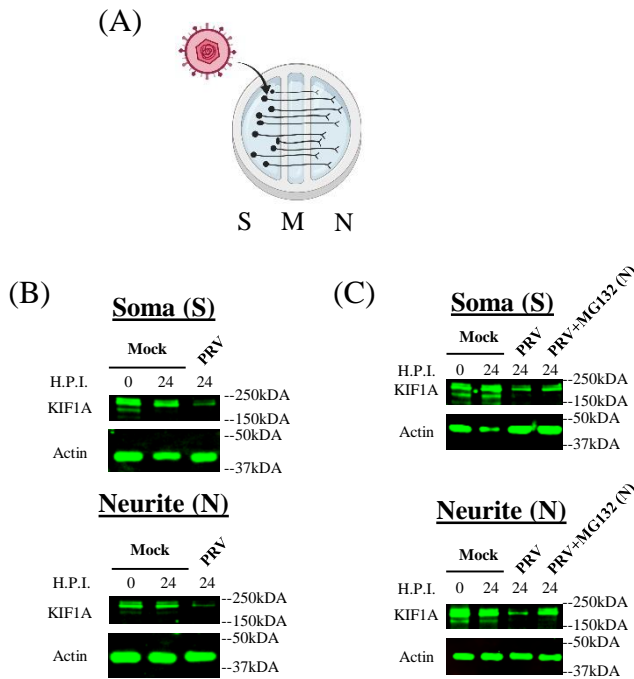 (A)
S M N
(B)
Soma (S)
Mock PRV
H.P.I. 0 24 24
KIF1A
--250kDA
--150kDA
Actin
--50kDA
--37kDA
Neurite (N)
Mock PRV
H.P.I. 0 24 24
KIF1A
--250kDA
--150kDA
Actin
--50kDA
--37kDA
(C)
Soma (S)
Mock PRV PRV+MG132 (N)
H.P.I. 0 24 24 24
KIF1A
--250kDA
--150kDA
Actin
--50kDA
--37kDA
Neurite (N)
Mock PRV PRV+MG132 (N)
H.P.I. 0 24 24 24
KIF1A
--250kDA
--150kDA
Actin
--50kDA
--37kDA